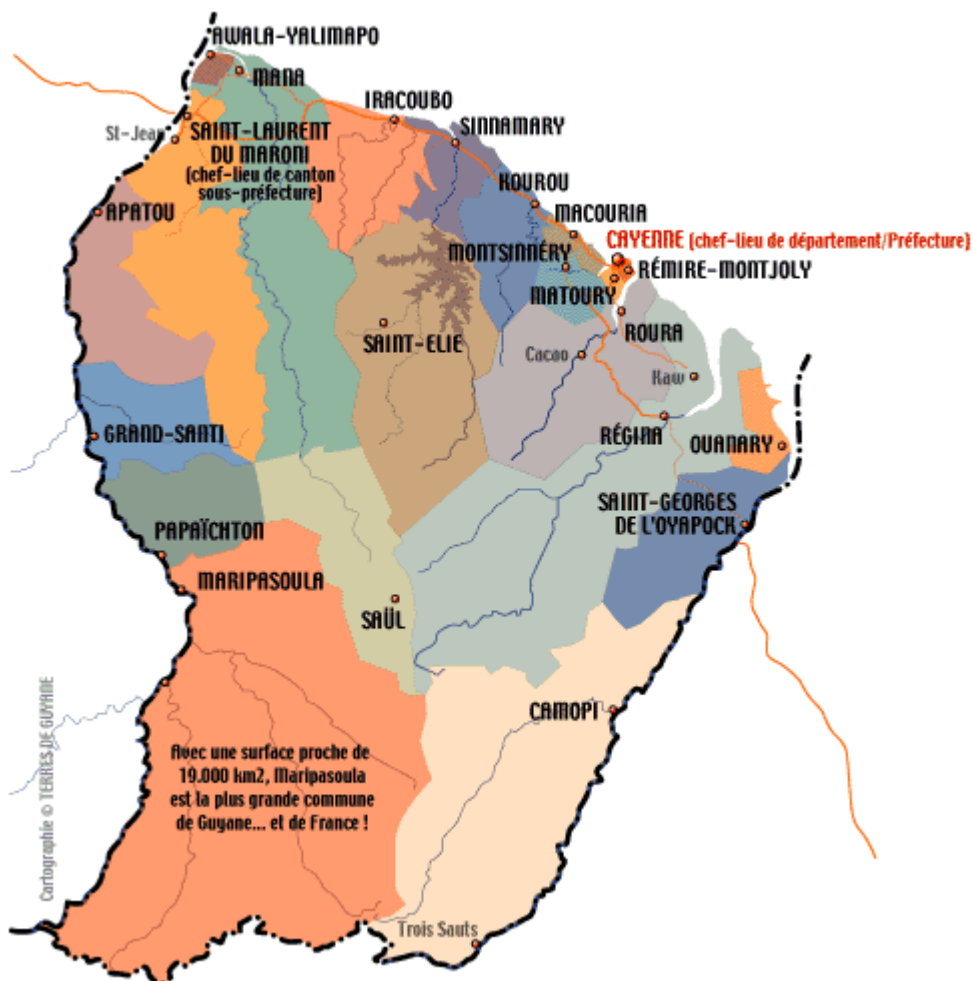 AWALA-YALIMAPO
MANA
IRACOUBO
SINNAMARY
St-Jean
SAINT-LAURENT
DU MARONI
(chef-lieu de canton
sous-préfecture)
KOUROU
APATOU
MACOURIA
CAYENNE (chef-lieu de département/Préfecture)
MONTSINNÉRY
RÉMIRE-MONTJOLY
MATOURY
ROURA
SAINT-ELIE
Cacao
Kaw
GRAND-SANTI
RÉGINA
OUANARY
SAINT-GEORGES
DE L'OYAPOCK
PAPAÏCHTON
MARIPASOULA
SAÜL
CAMOPI
Avec une surface proche de
19.000 km2, Maripasoula
est la plus grande commune
de Guyane... et de France !
Cartographie © TERRES DE GUYANE
Trois Sauts